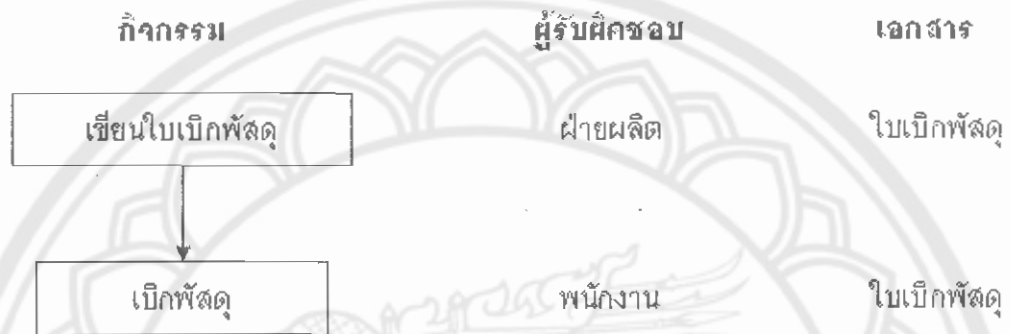 กิจกรรม ผู้รับผิดชอบ เอกสาร
เขียนใบเบิกพัสดุ ฝ่ายผลิต ใบเบิกพัสดุ
เบิกพัสดุ พนักงาน ใบเบิกพัสดุ